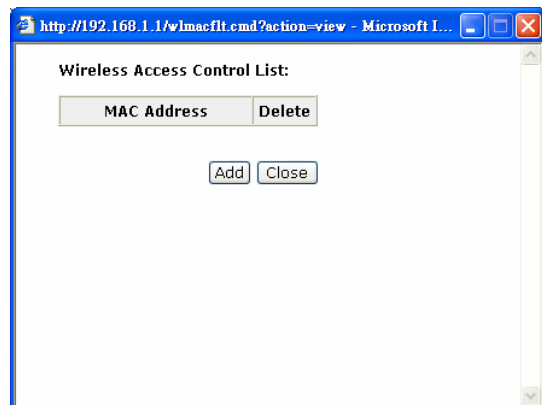 http://192.168.1.1/wlmacflt.cmd?action=view - Microsoft I...
Wireless Access Control List:
MAC Address Delete
Add Close